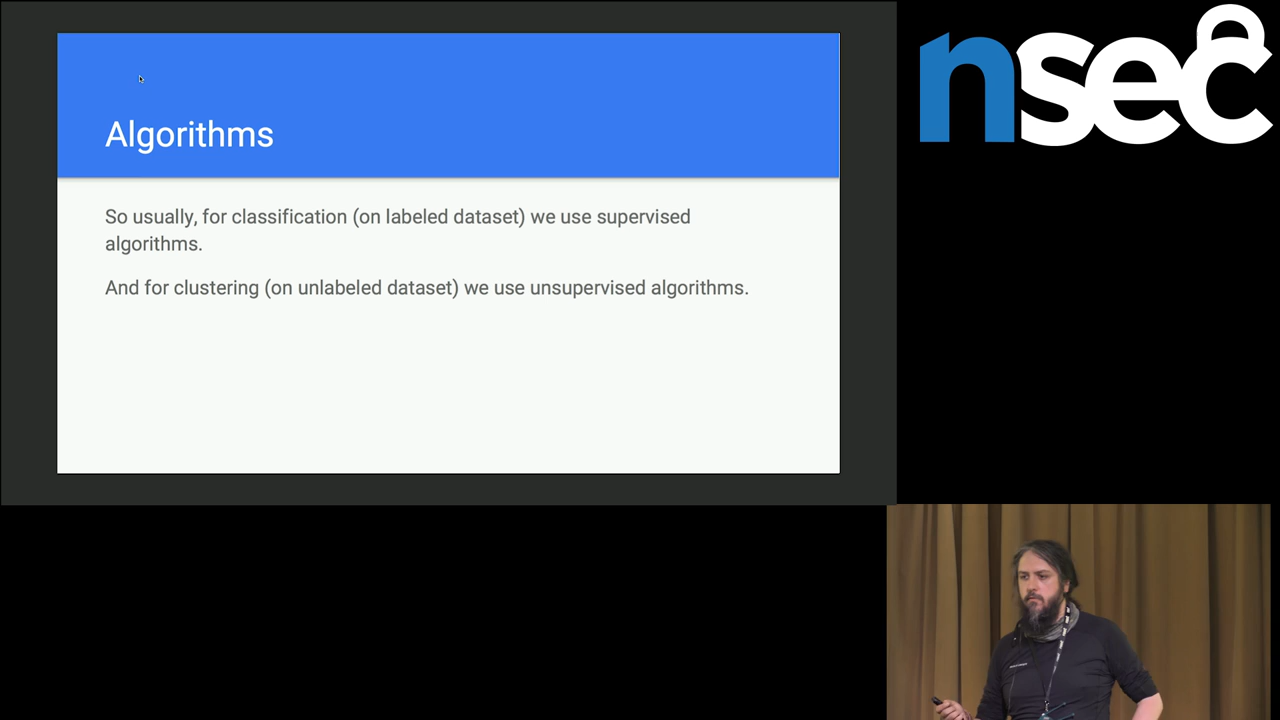 nsec
Algorithms
So usually, for classification (on labeled dataset) we use supervised
algorithms.
And for clustering (on unlabeled dataset) we use unsupervised algorithms.